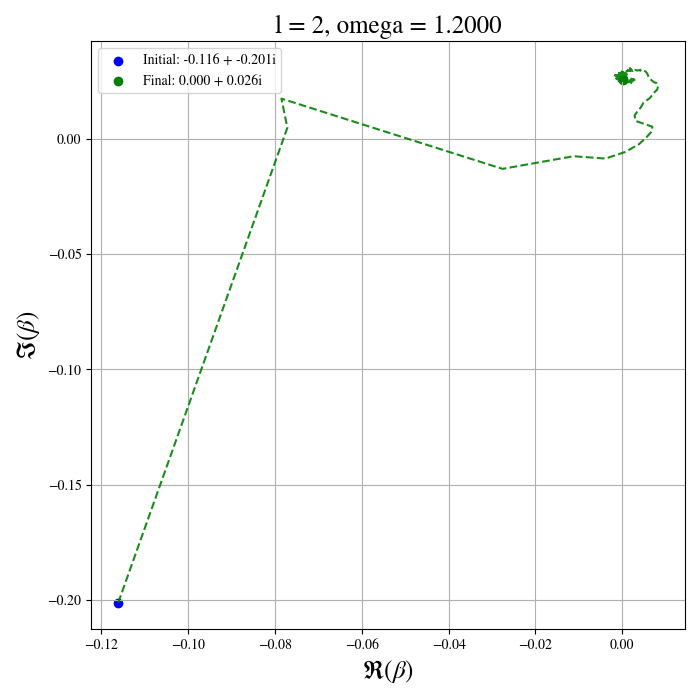 l = 2, omega = 1.2000
Initial: -0.116 + -0.201i
Final: 0.000 + 0.026i
0.00
−0.05
−0.10
−0.15
−0.20
ℑ(β)
−0.12
−0.10
−0.08
−0.06
−0.04
−0.02
0.00
ℜ(β)